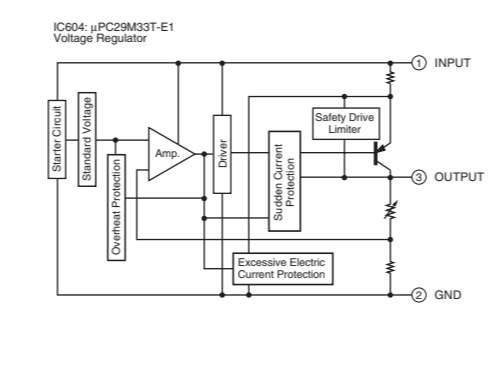 IC604: µPC29M33T-E1
Voltage Regulator
1 INPUT
Starter Circuit
Standard Voltage
Overheat Protection
Amp.
Driver
Sudden Current
Protection
Safety Drive
Limiter
3 OUTPUT
Excessive Electric
Current Protection
2 GND